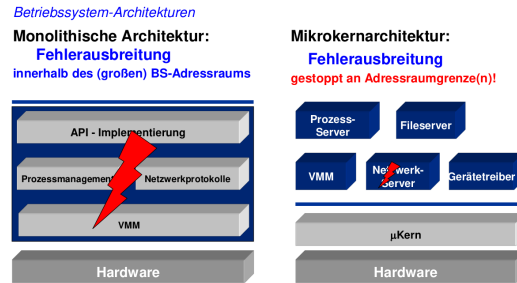 Betriebssystem-Architekturen
Monolithische Architektur:
Fehlerausbreitung
innerhalb des (großen) BS-Adressraums
API - Implementierung
Prozessmanagement
Netzwerkprotokolle
VMM
Hardware
Mikrokernarchitektur:
Fehlerausbreitung
gestoppt an Adressraumgrenze(n)!
Prozess-
Server
Fileserver
VMM
Netzwerk-
Server
Gerätetreiber
µKern
Hardware